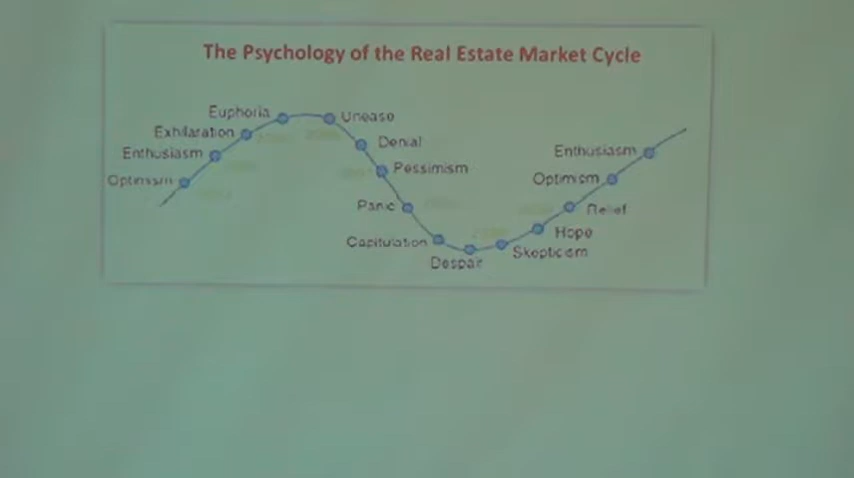 The Psychology of the Real Estate Market Cycle
Euphoria
Unease
Exhilaration
Denial
Enthusiasm
Pessimism
Optimism
Panic
Capitulation
Despair
Skepticism
Hope
Relief
Optimism
Enthusiasm